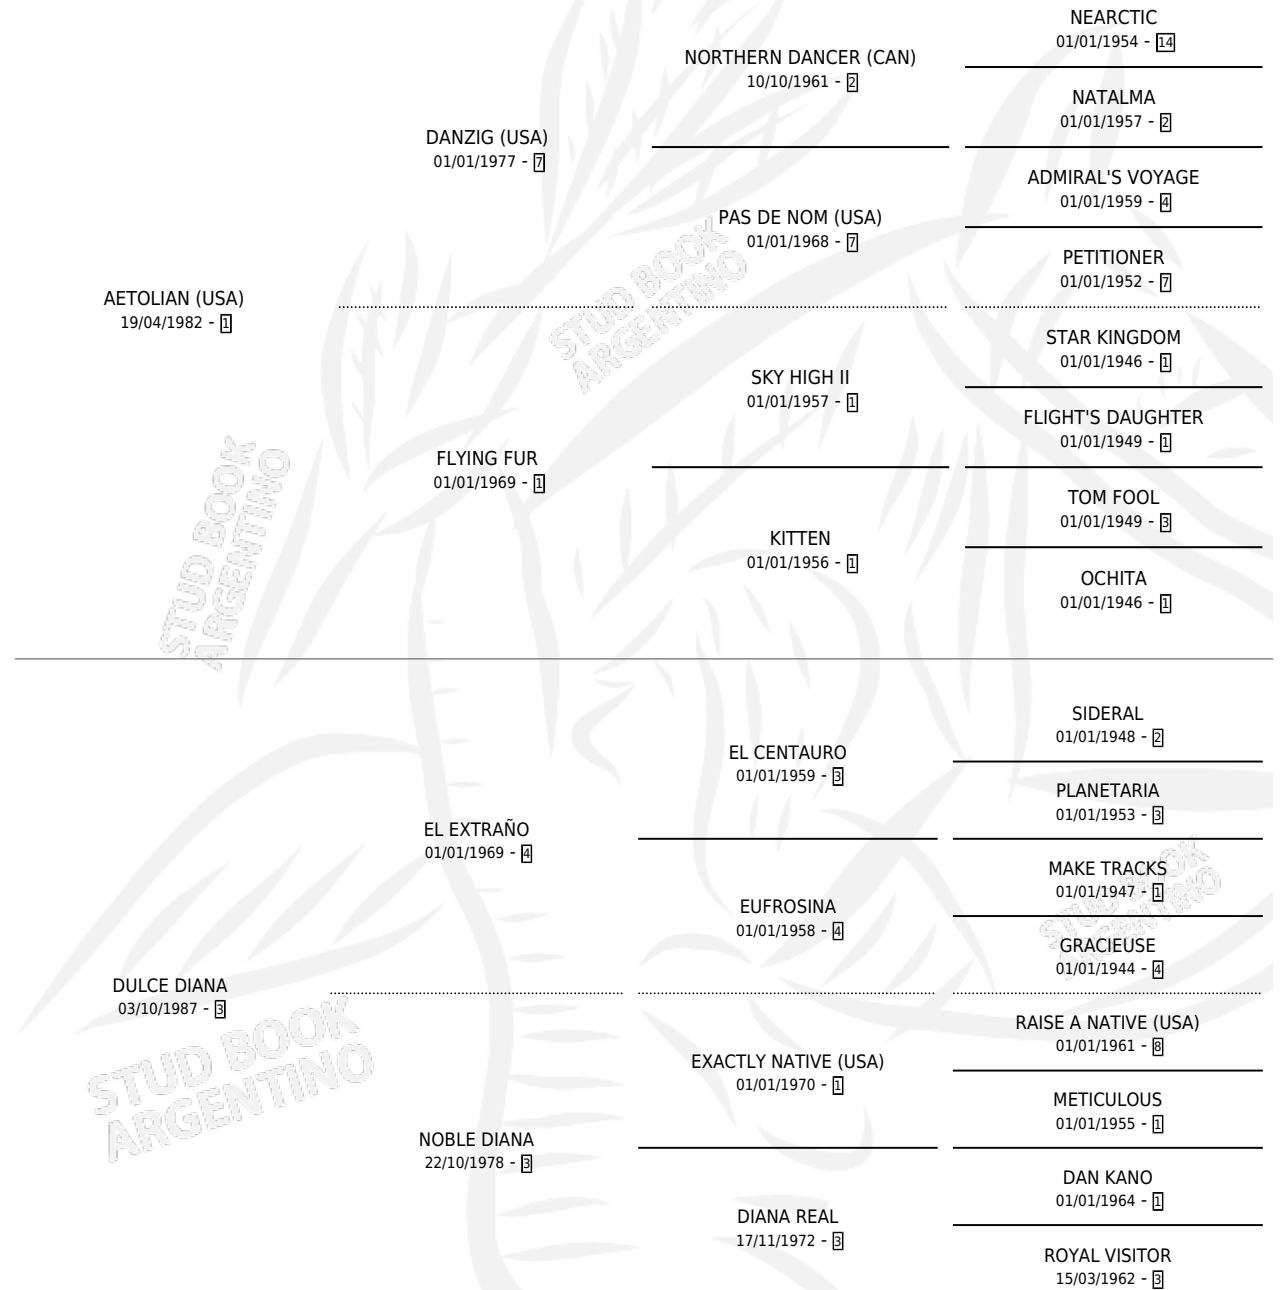 NEARCTIC
01/01/1954 - 14
NORTHERN DANCER (CAN)
10/10/1961 - 2
NATALMA
01/01/1957 - 2
DANZIG (USA)
01/01/1977 - 7
ADMIRAL'S VOYAGE
01/01/1959 - 4
PAS DE NOM (USA)
01/01/1968 - 7
PETITIONER
01/01/1952 - 7
AETOLIAN (USA)
19/04/1982 - 1
STAR KINGDOM
01/01/1946 - 1
SKY HIGH II
01/01/1957 - 1
FLIGHT'S DAUGHTER
01/01/1949 - 1
FLYING FUR
01/01/1969 - 1
TOM FOOL
01/01/1949 - 3
KITTEN
01/01/1956 - 1
OCHITA
01/01/1946 - 1
SIDERAL
01/01/1948 - 2
EL CENTAURO
01/01/1959 - 3
PLANETARIA
01/01/1953 - 3
EL EXTRAÑO
01/01/1969 - 4
MAKE TRACKS
01/01/1947 - 1
EUFROSINA
01/01/1958 - 4
GRACIEUSE
01/01/1944 - 4
DULCE DIANA
03/10/1987 - 3
RAISE A NATIVE (USA)
01/01/1961 - 8
EXACTLY NATIVE (USA)
01/01/1970 - 1
METICULOUS
01/01/1955 - 1
NOBLE DIANA
22/10/1978 - 3
DAN KANO
01/01/1964 - 1
DIANA REAL
17/11/1972 - 3
ROYAL VISITOR
15/03/1962 - 3
STUD BOOK
ARGENTINO
STUD BOOK
ARGENTINO
STUD BOOK
ARGENTINO
STUD BOOK
ARGENTINO